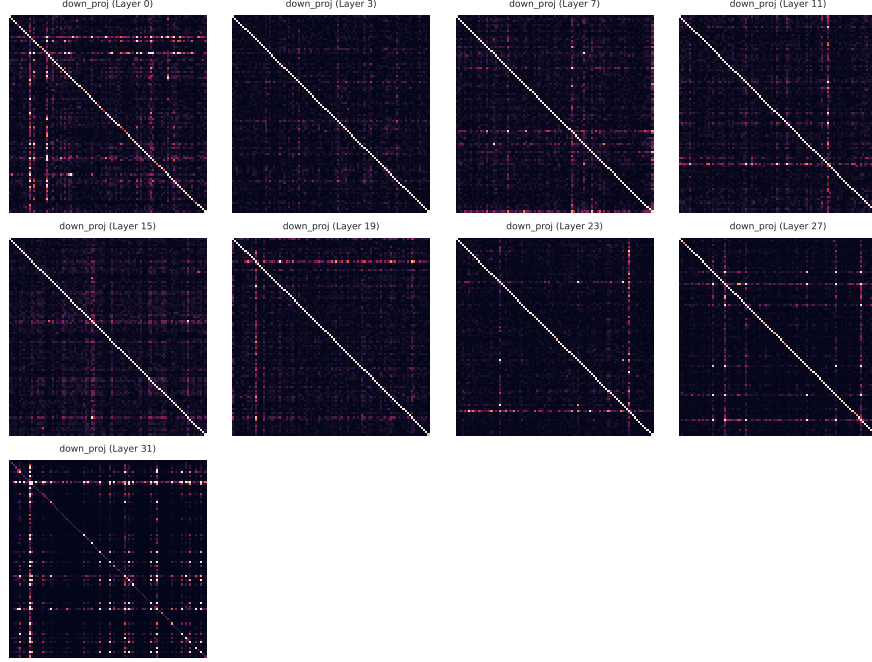 down_proj (Layer 0)
down_proj (Layer 3)
down_proj (Layer 7)
down_proj (Layer 11)
down_proj (Layer 15)
down_proj (Layer 19)
down_proj (Layer 23)
down_proj (Layer 27)
down_proj (Layer 31)